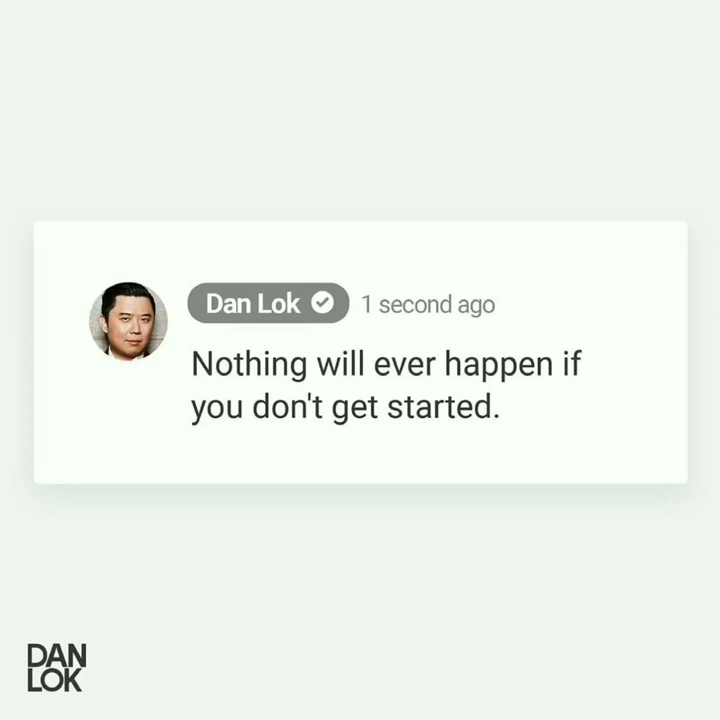 Dan Lok 1 second ago
Nothing will ever happen if
you don't get started.
DAN
LOK